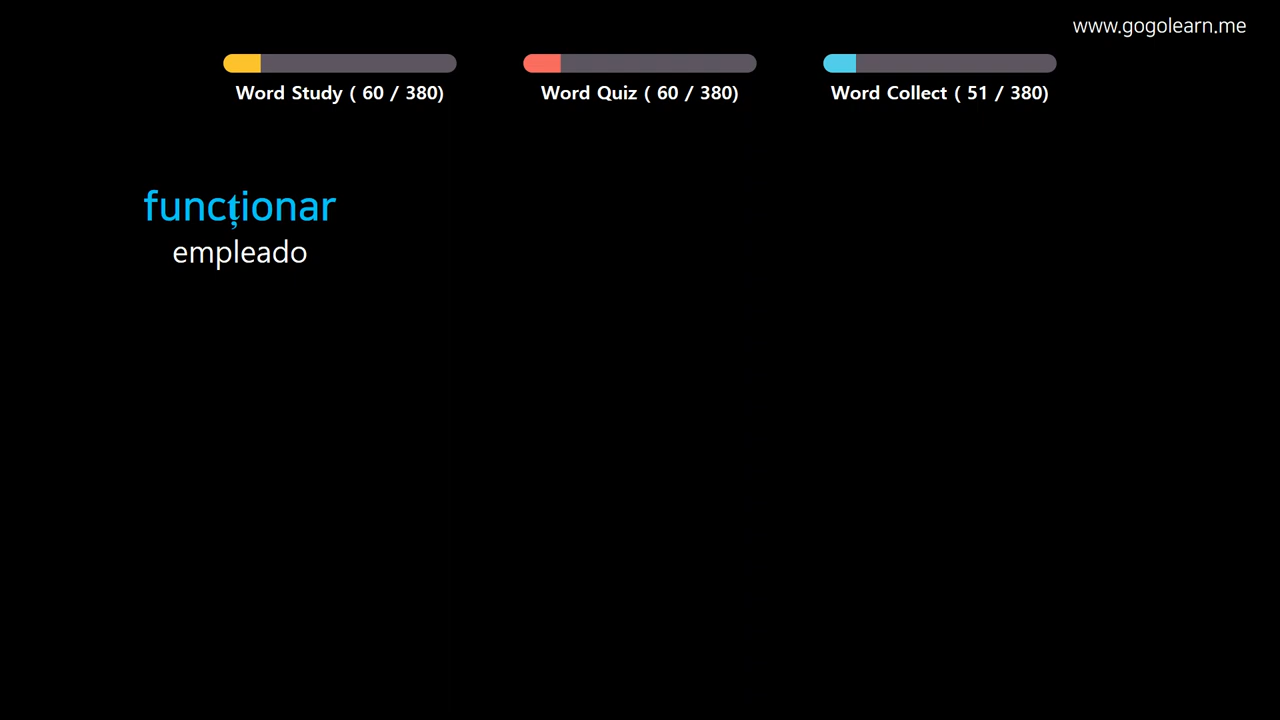 www.gogolearn.me
Word Study ( 60 / 380)
Word Quiz ( 60 / 380)
Word Collect ( 51 / 380)
funcționar
empleado